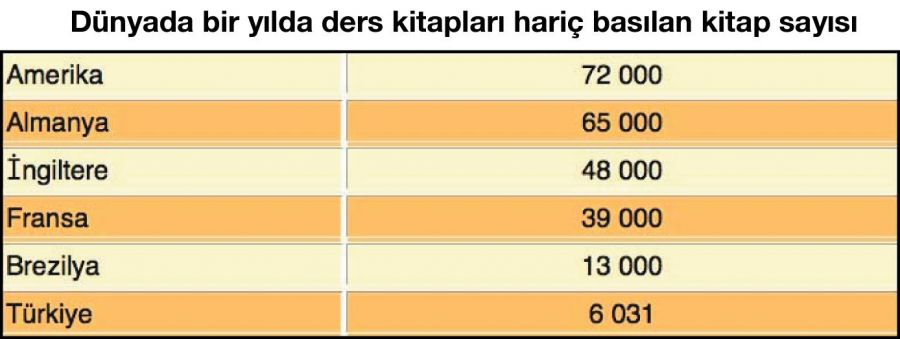 Dünyada bir yılda ders kitapları hariç basılan kitap sayısı
Amerika 72 000
Almanya 65 000
İngiltere 48 000
Fransa 39 000
Brezilya 13 000
Türkiye 6 031